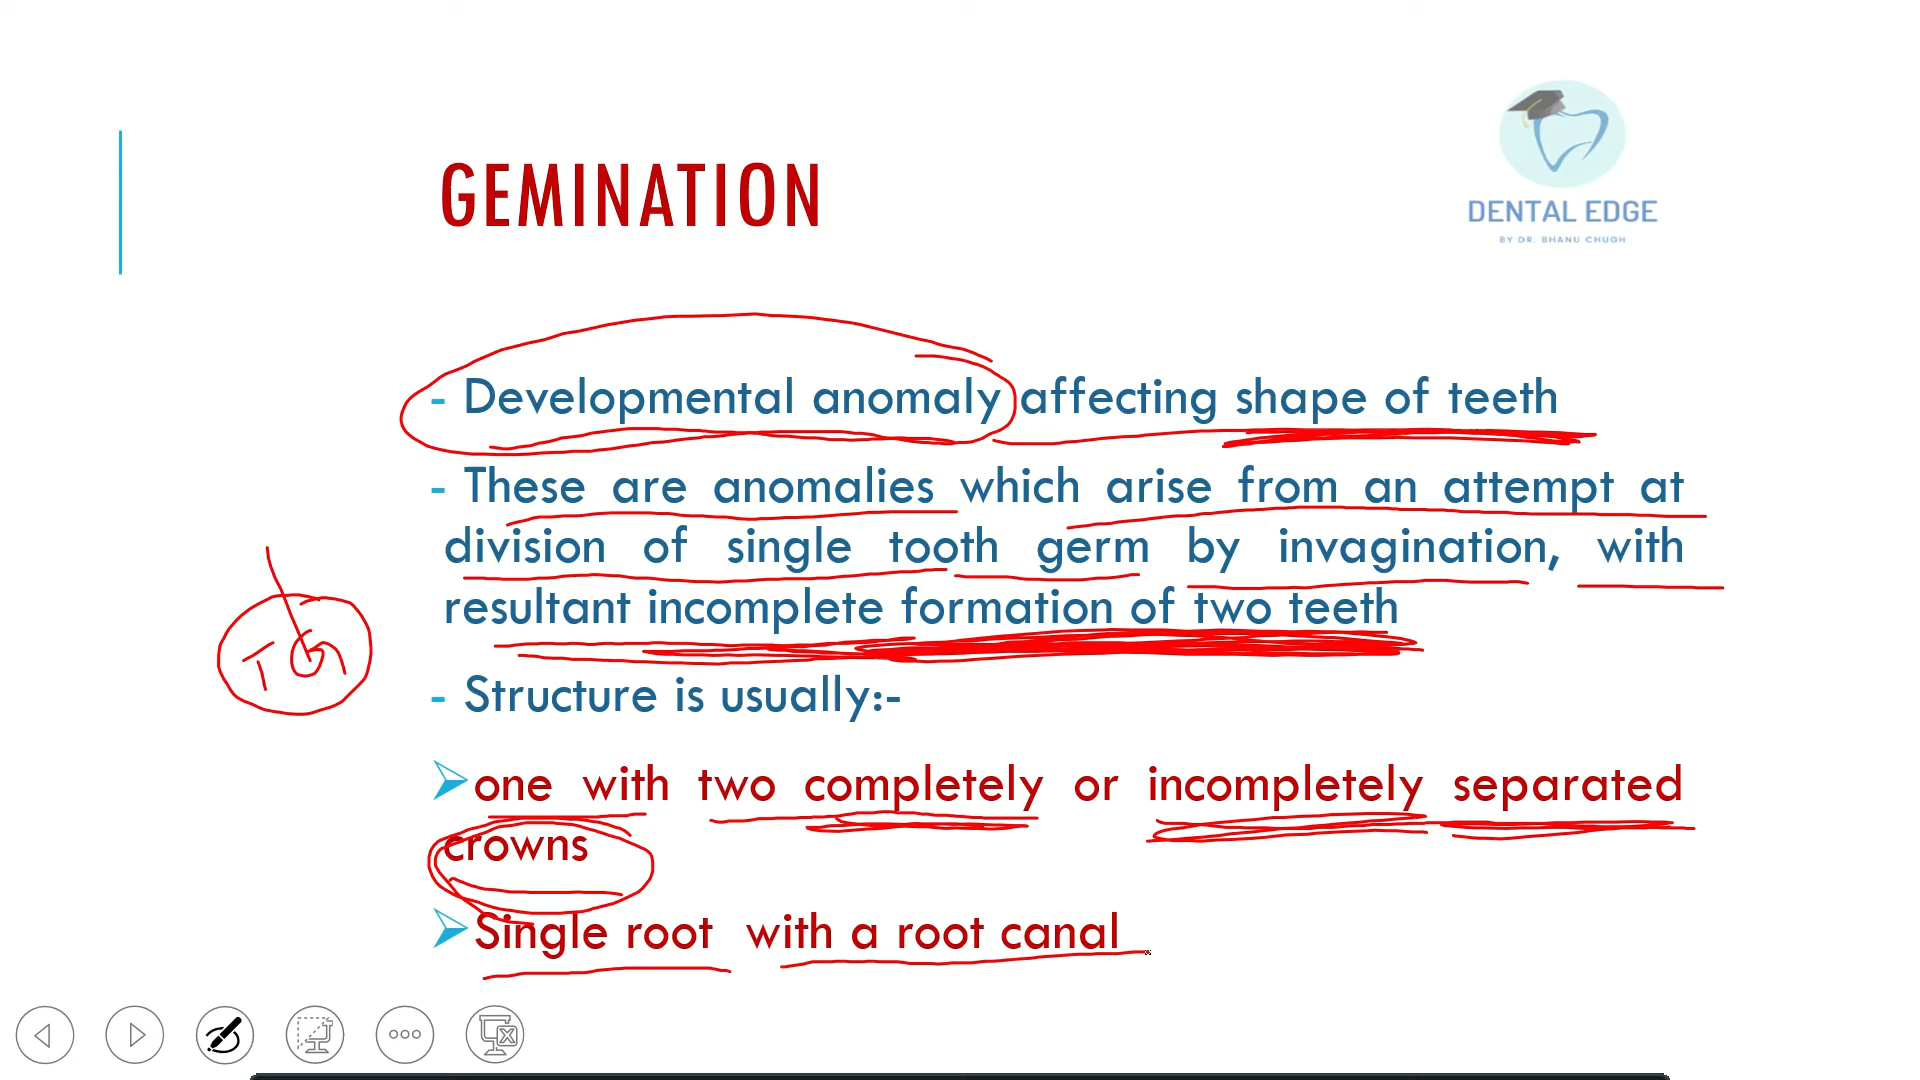 DENTAL EDGE
BY DR. BHANU CHUGH
GEMINATION
- Developmental anomaly affecting shape of teeth
- These are anomalies which arise from an attempt at
division of single tooth germ by invagination, with
resultant incomplete formation of two teeth
TG
- Structure is usually:-
one with two completely or incompletely separated
crowns
Single root with a root canal